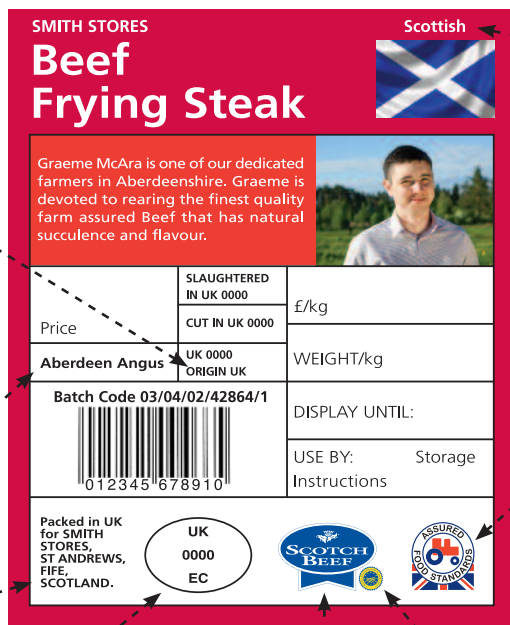 SMITH STORES
Scottish
Beef
Frying Steak
Graeme McAra is one of our dedicated
farmers in Aberdeenshire. Graeme is
devoted to rearing the finest quality
farm assured Beef that has natural
succulence and flavour.
Price
SLAUGHTERED
IN UK 0000
CUT IN UK 0000
£/kg
Aberdeen Angus
UK 0000
ORIGIN UK
WEIGHT/kg
Batch Code 03/04/02/42864/1
012345 678910
DISPLAY UNTIL:
USE BY: Storage
Instructions
Packed in UK
for SMITH
STORES,
ST ANDREWS,
FIFE,
SCOTLAND.
UK
0000
EC
SCOTCH
BEEF
ASSURED
FOOD STANDARDS